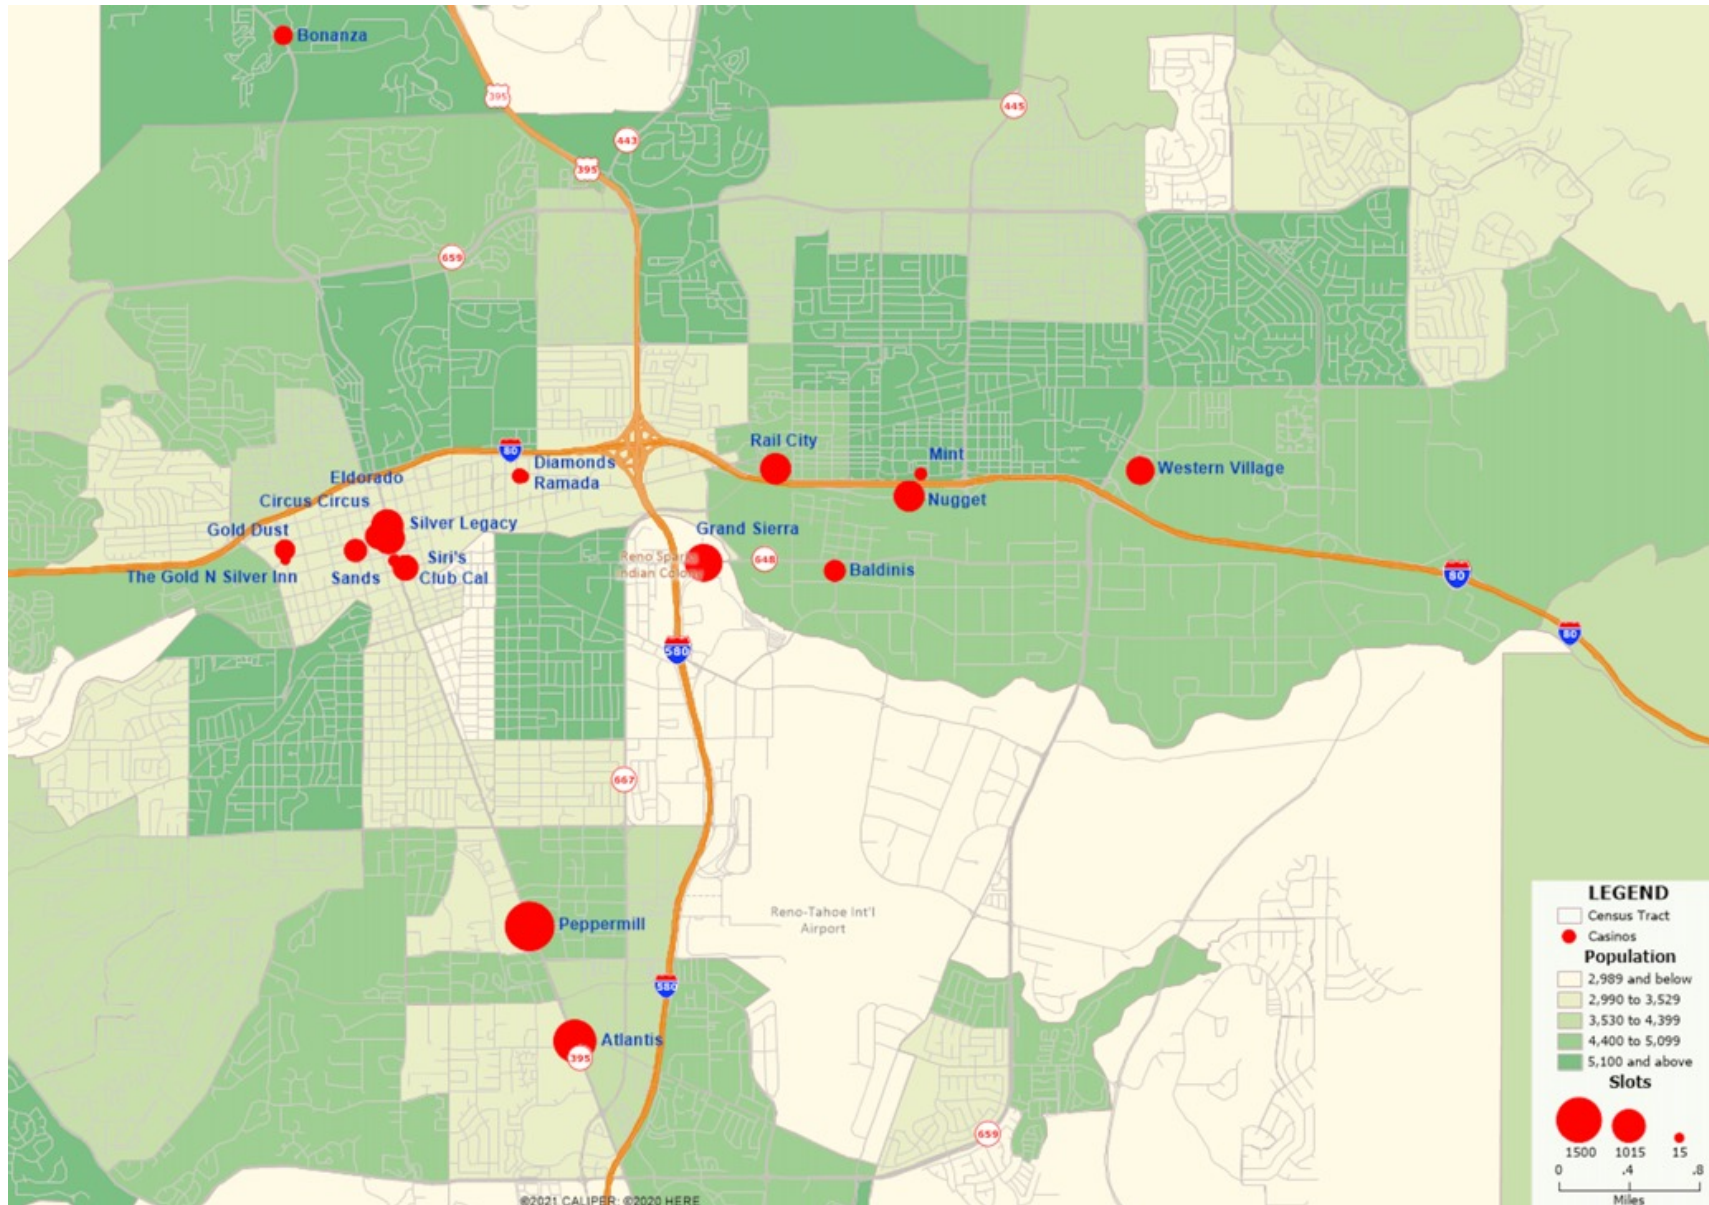 Bonanza
395
445
443
395
659
Rail City
Mint
80
Diamonds
Ramada
Western Village
Eldorado
Circus Circus
Nugget
Gold Dust
Silver Legacy
Grand Sierra
Reno Sparks
Indian Colony
648
Siri's
Club Cal
The Gold N Silver Inn
Sands
Baldinis
80
80
580
667
Peppermill
Reno-Tahoe Int'l
Airport
580
Atlantis
395
659
LEGEND
Census Tract
Casinos
Population
2,989 and below
2,990 to 3,529
3,530 to 4,399
4,400 to 5,099
5,100 and above
Slots
1500 1015 15
0 .4 .8
Miles
©2021 CALIPER; ©2020 HERE